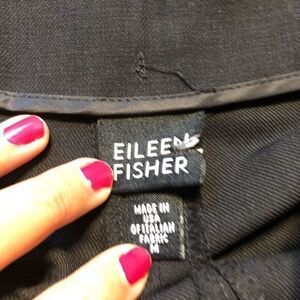 EILEEN
FISHER
MADE IN
USA
OF ITALIAN
FABRIC
M